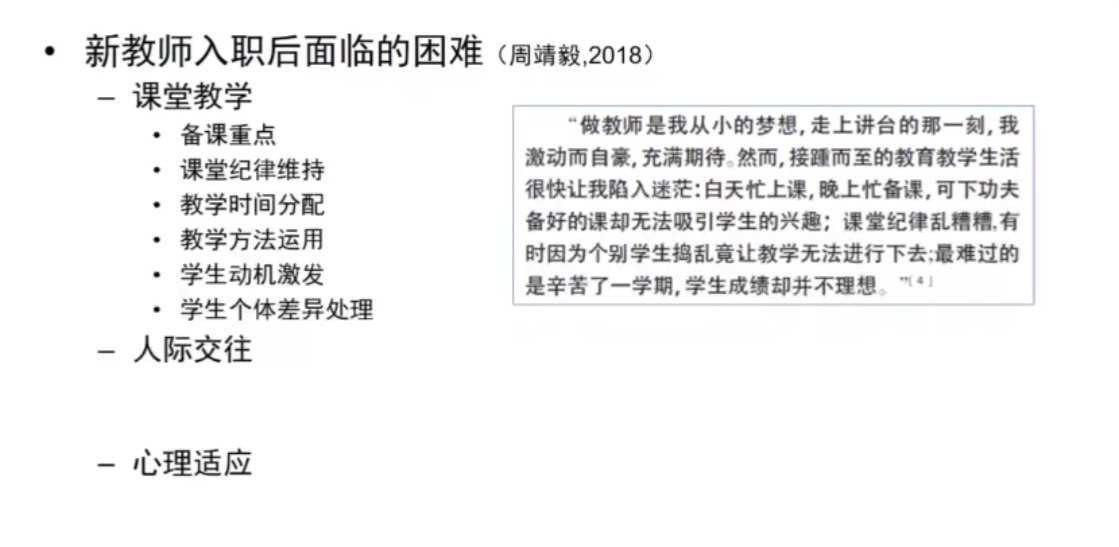 • 新教师入职后面临的困难（周靖毅,2018）
– 课堂教学
• 备课重点
• 课堂纪律维持
• 教学时间分配
• 教学方法运用
• 学生动机激发
• 学生个体差异处理
– 人际交往
– 心理适应
“做教师是我从小的梦想,走上讲台的那一刻,我
激动而自豪,充满期待。然而,接踵而至的教育教学生活
很快让我陷入迷茫:白天忙上课,晚上忙备课,可下功夫
备好的课却无法吸引学生的兴趣；课堂纪律乱糟糟,有
时因为个别学生捣乱竟让教学无法进行下去;最难过的
是辛苦了一学期,学生成绩却并不理想。”[4]